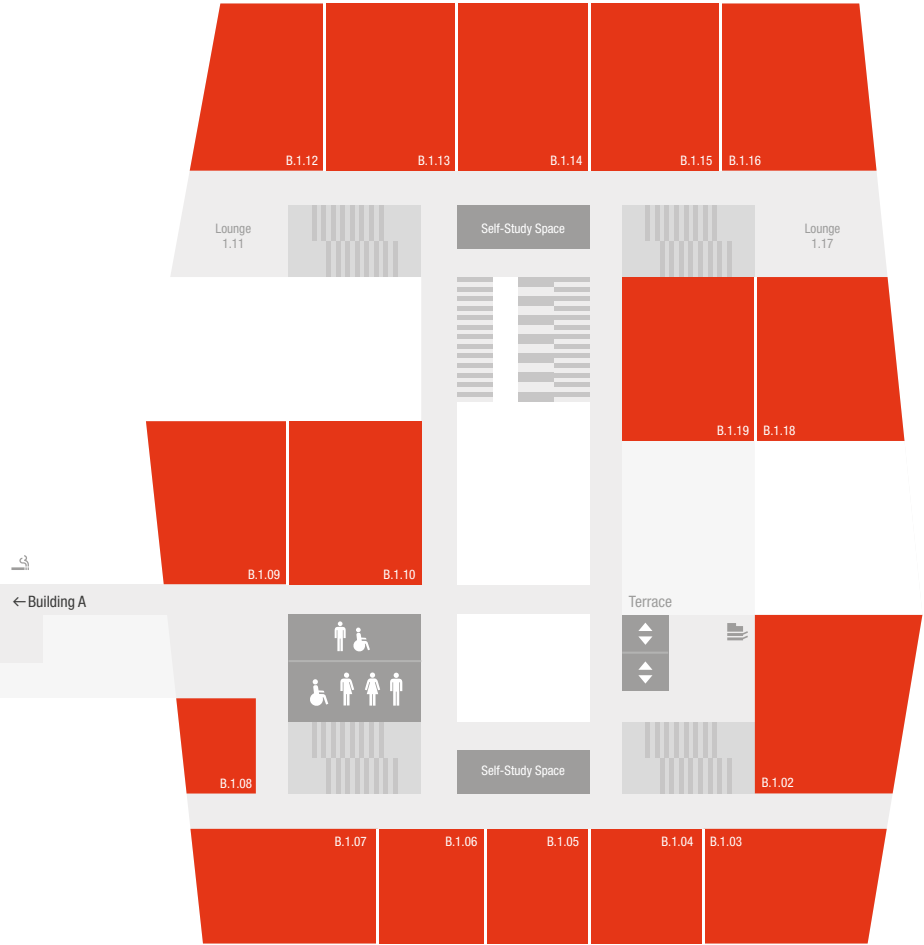 B.1.12
B.1.13
B.1.14
B.1.15
B.1.16
Lounge
1.11
Self-Study Space
Lounge
1.17
B.1.19
B.1.18
B.1.09
B.1.10
←Building A
Terrace
B.1.08
Self-Study Space
B.1.02
B.1.07
B.1.06
B.1.05
B.1.04
B.1.03